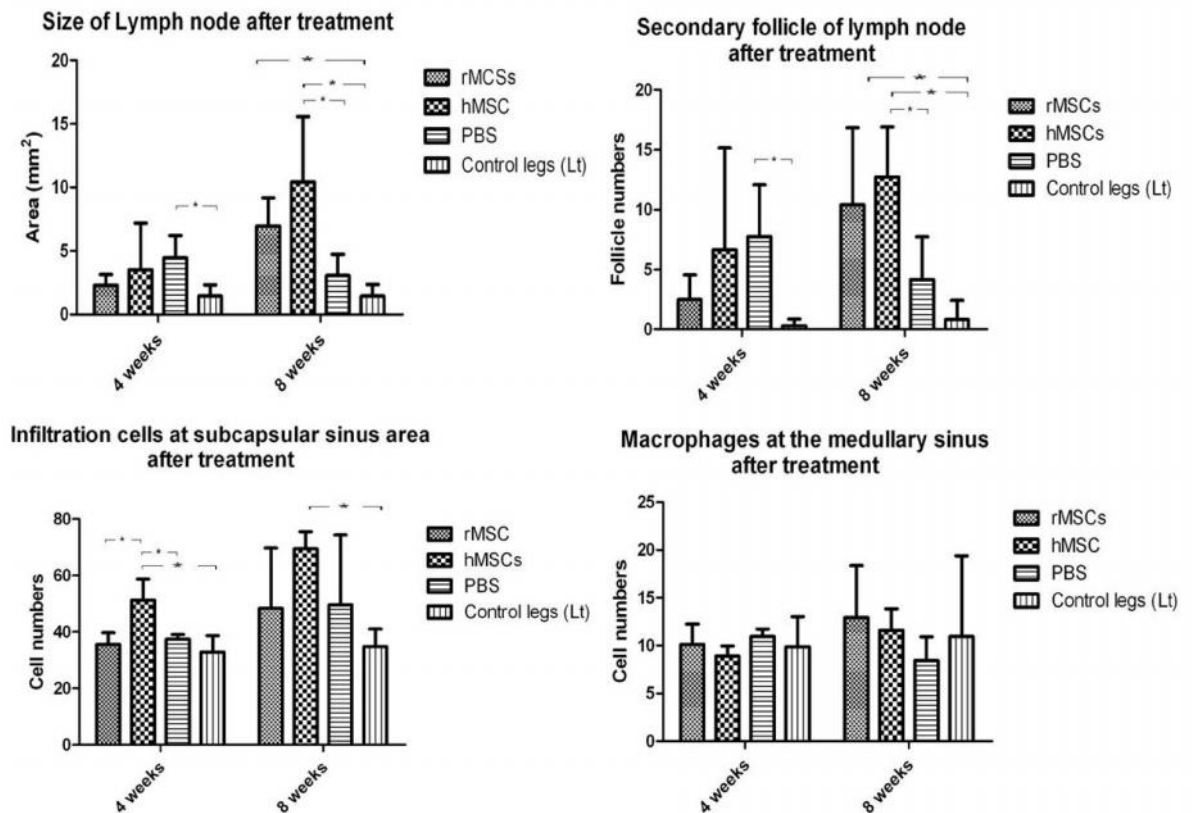 Size of Lymph node after treatment
Area (mm²)
20
15
10
5
0
4 weeks
8 weeks
*
*
*
*
rMCSs
hMSC
PBS
Control legs (Lt)
Secondary follicle of lymph node
after treatment
Follicle numbers
20
15
10
5
0
4 weeks
8 weeks
*
*
*
*
rMSCs
hMSCs
PBS
Control legs (Lt)
Infiltration cells at subcapsular sinus area
after treatment
Cell numbers
80
60
40
20
0
4 weeks
8 weeks
*
*
*
*
rMSC
hMSCs
PBS
Control legs (Lt)
Macrophages at the medullary sinus
after treatment
Cell numbers
25
20
15
10
5
0
4 weeks
8 weeks
rMSCs
hMSC
PBS
Control legs (Lt)